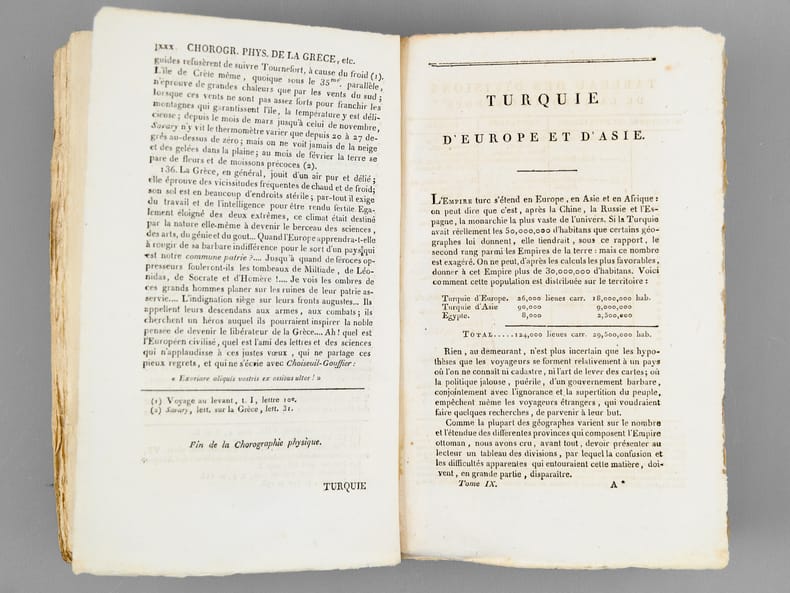 jxxx CHOROGR. PHYS. DE LA GRÈCE, etc.
guides refusèrent de suivre Tournefort, à cause du froid (1).
L'île de Crète même, quoique sous le 35me. parallèle,
n'éprouve de grandes chaleurs que par les vents du sud ;
lorsque ces vents ne sont pas assez forts pour franchir les
montagnes qui garantissent l'île, la température y est déli-
cieuse ; depuis le mois de mars jusqu'à celui de novembre,
Savary n'y vit le thermomètre varier que depuis 20 à 27 de-
grés au-dessus de zéro ; mais on ne voit jamais de la neige
et des gelées dans la plaine ; au mois de février la terre se
pare de fleurs et de moissons précoces (2).
136. La Grèce, en général, jouit d'un air pur et délié ;
elle éprouve des vicissitudes fréquentes de chaud et de froid;
son sol est en beaucoup d'endroits stérile ; par-tout il exige
du travail et de l'intelligence pour être rendu fertile Ega-
lement éloigné des deux extrêmes, ce climat était destiné
par la nature elle-même à devenir le berceau des sciences,
des arts, du génie et du gout... Quand l'Europe apprendra-t-elle
à rougir de sa barbare indifférence pour le sort d'un pays qui
est notre commune patrie ?.... Jusqu'à quand de féroces op-
presseurs fouleront-ils les tombeaux de Miltiade, de Léo-
nidas, de Socrate et d'Homère !.... Je vois les ombres de
ces grands hommes planer sur les ruines de leur patrie as-
servie.... L'indignation siège sur leurs fronts augustes... Ils
appellent leurs descendans aux armes, aux combats ; ils
cherchent un héros auquel ils pourraient inspirer la noble
pensée de devenir le libérateur de la Grèce.... Ah ! quel est
l'Européen civilisé, quel est l'ami des lettres et des sciences
qui n'applaudisse à ces justes vœux, qui ne partage ces
pieux regrets, et qui ne s'écrie avec Choiseuil-Gouffier :
« Exoriare aliquis vostris ex ossibus ultor ! »
(1) Voyage au levant, t. I, lettre 10e.
(2) Savary, lett. sur la Grèce, lett. 31.
Fin de la Chorographie physique.
TURQUIE
TURQUIE
D'EUROPE ET D'ASIE.
L'EMPIRE turc s'étend en Europe, en Asie et en Afrique :
on peut dire que c'est, après la Chine, la Russie et l'Es-
pagne, la monarchie la plus vaste de l'univers. Si la Turquie
avait réellement les 50,000,000 d'habitans que certains géo-
graphes lui donnent, elle tiendrait, sous ce rapport, le
second rang parmi les Empires de la terre : mais ce nombre
est exagéré. On ne peut, d'après les calculs les plus favorables,
donner à cet Empire plus de 30,000,000 d'habitans. Voici
comment cette population est distribuée sur le territoire :
Turquie d'Europe. 26,000 lieues carr. 18,000,000 hab.
Turquie d'Asie 90,000 9,000,000
Egypte. 8,000 2,500,000
TOTAL.....124,000 lieues carr. 29,500,000 hab.
Rien, au demeurant, n'est plus incertain que les hypo-
thèses que les voyageurs se forment relativement à un pays
où l'on ne connaît ni cadastre, ni l'art de lever des cartes; où
la politique jalouse, puérile, d'un gouvernement barbare,
conjointement avec l'ignorance et la superstition du peuple,
empêchent même les voyageurs étrangers, qui voudraient
faire quelques recherches, de parvenir à leur but.
Comme la plupart des géographes varient sur le nombre
et l'étendue des différentes provinces qui composent l'Empire
ottoman, nous avons cru, avant tout, devoir présenter au
lecteur un tableau des divisions, par lequel la confusion et
les difficultés apparentes qui entouraient cette matière, doi-
vent, en grande partie, disparaître.
Tome IX. A *